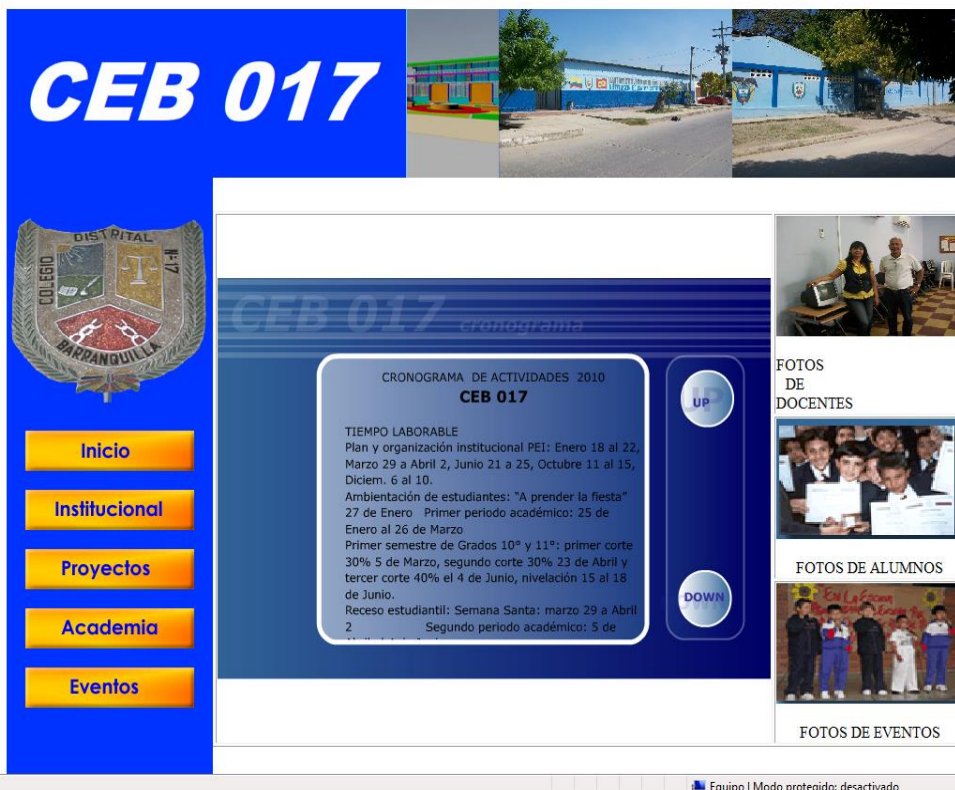 CEB 017
COLEGIO
DISTRITAL
Nº 17
BARRANQUILLA
Inicio
Institucional
Proyectos
Academia
Eventos
CEB 017 cronograma
CRONOGRAMA DE ACTIVIDADES 2010
CEB 017
TIEMPO LABORABLE
Plan y organización institucional PEI: Enero 18 al 22,
Marzo 29 a Abril 2, Junio 21 a 25, Octubre 11 al 15,
Diciem. 6 al 10.
Ambientación de estudiantes: "A prender la fiesta"
27 de Enero Primer periodo académico: 25 de
Enero al 26 de Marzo
Primer semestre de Grados 10° y 11°: primer corte
30% 5 de Marzo, segundo corte 30% 23 de Abril y
tercer corte 40% el 4 de Junio, nivelación 15 al 18
de Junio.
Receso estudiantil: Semana Santa: marzo 29 a Abril
2 Segundo periodo académico: 5 de
UP
DOWN
FOTOS
DE
DOCENTES
FOTOS DE ALUMNOS
FOTOS DE EVENTOS
Equipo | Modo protegido: desactivado